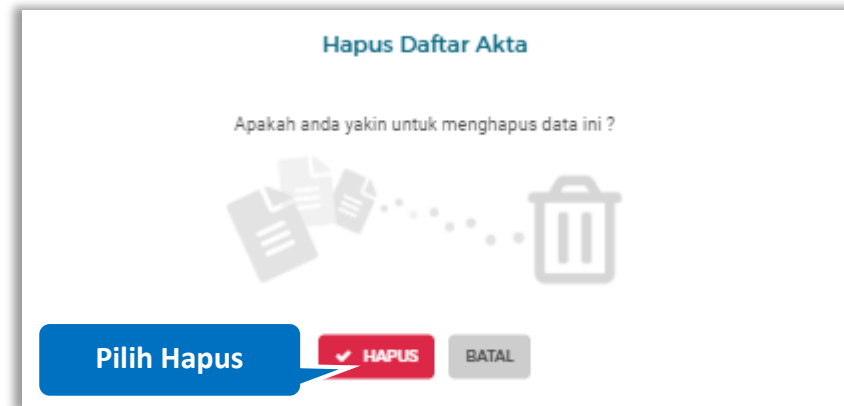 Hapus Daftar Akta
Apakah anda yakin untuk menghapus data ini ?
Pilih Hapus
HAPUS
BATAL